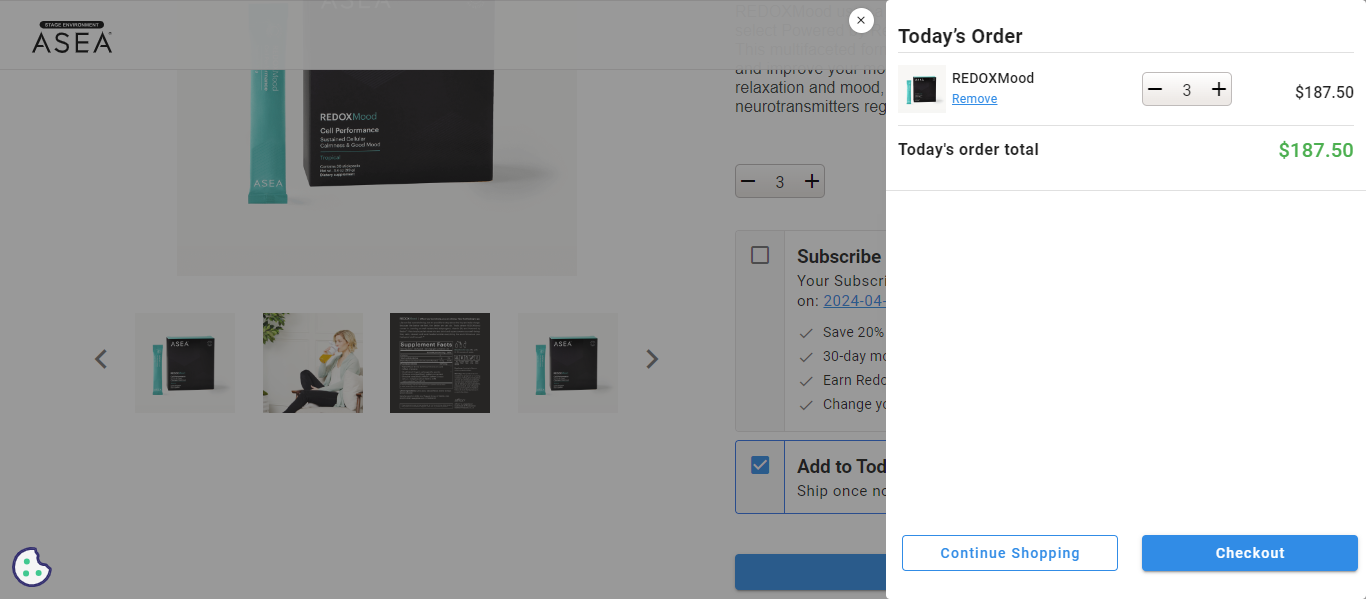 STAGE ENVIRONMENT
ASEA
REDOXMood
Cell Performance
Sustained Cellular
Calmness & Good Mood
Tropical
ASEA
and improve your mo
relaxation and mood,
neurotransmitters reg
3
Subscribe
Your Subscri
on: 2024-04-
Save 20%
30-day mo
Earn Redo
Change yo
Add to Tod
Ship once no
ASEA
Supplement Facts
ASEA
Today’s Order
REDOXMood
Remove
3
$187.50
Today's order total
$187.50
Continue Shopping
Checkout